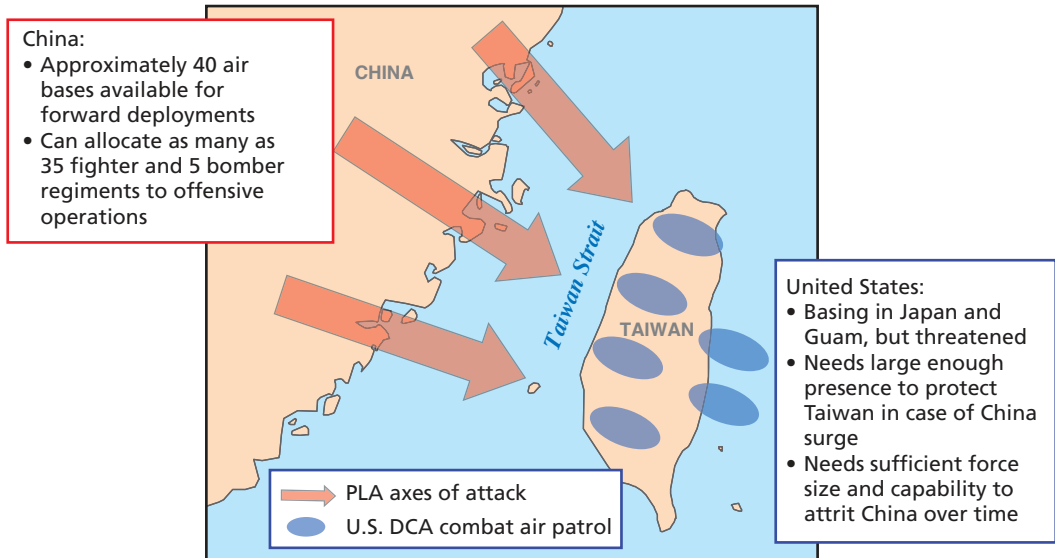 China:
• Approximately 40 air
bases available for
forward deployments
• Can allocate as many as
35 fighter and 5 bomber
regiments to offensive
operations
CHINA
Taiwan Strait
TAIWAN
United States:
• Basing in Japan and
Guam, but threatened
• Needs large enough
presence to protect
Taiwan in case of China
surge
• Needs sufficient force
size and capability to
attrit China over time
PLA axes of attack
U.S. DCA combat air patrol